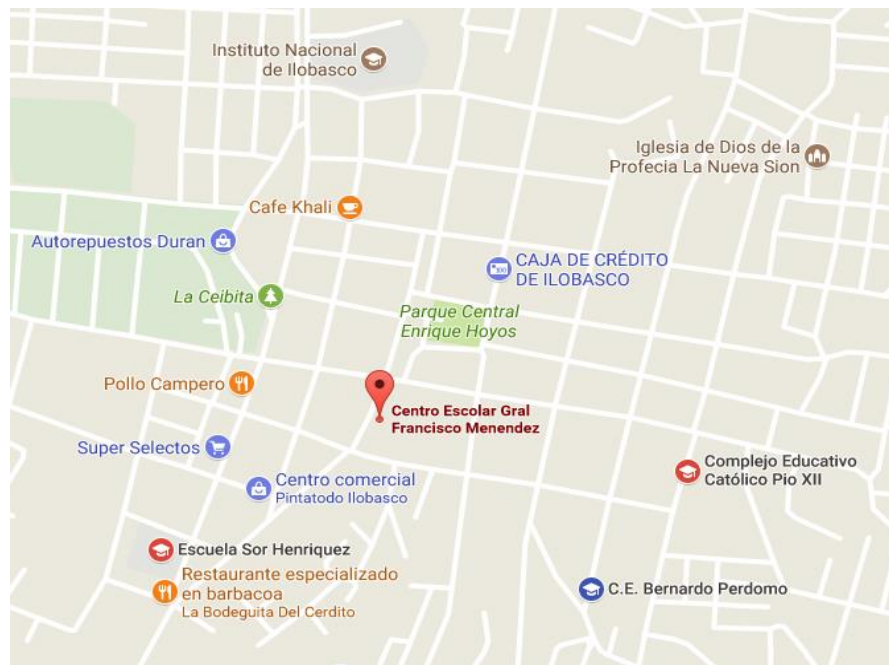 Instituto Nacional
de Ilobasco
Iglesia de Dios de la
Profecia La Nueva Sion
Cafe Khali
Autorepuestos Duran
CAJA DE CRÉDITO
DE ILOBASCO
La Ceibita
Parque Central
Enrique Hoyos
Pollo Campero
Centro Escolar Gral
Francisco Menendez
Super Selectos
Complejo Educativo
Católico Pio XII
Centro comercial
Pintatodo Ilobasco
Escuela Sor Henriquez
Restaurante especializado
en barbacoa
La Bodeguita Del Cerdito
C.E. Bernardo Perdomo